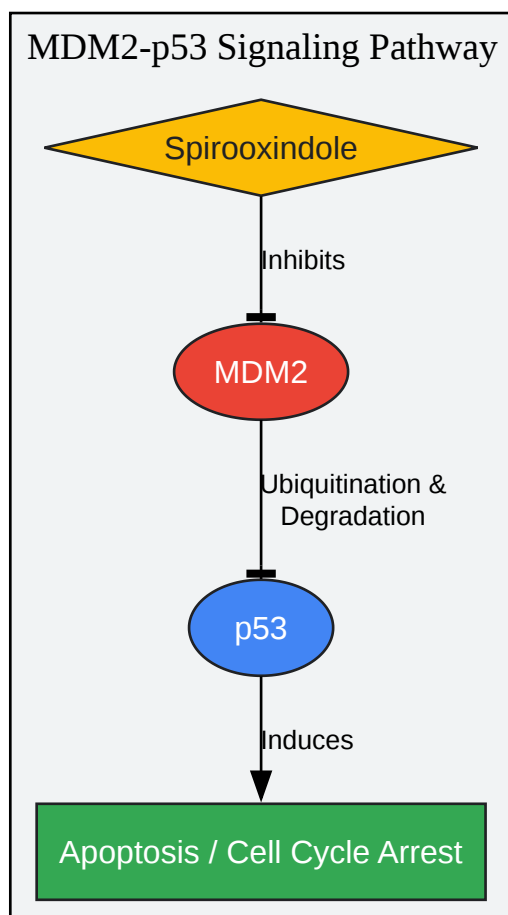 MDM2-p53 Signaling Pathway
Spirooxindole
Inhibits
MDM2
Ubiquitination &
Degradation
p53
Induces
Apoptosis / Cell Cycle Arrest